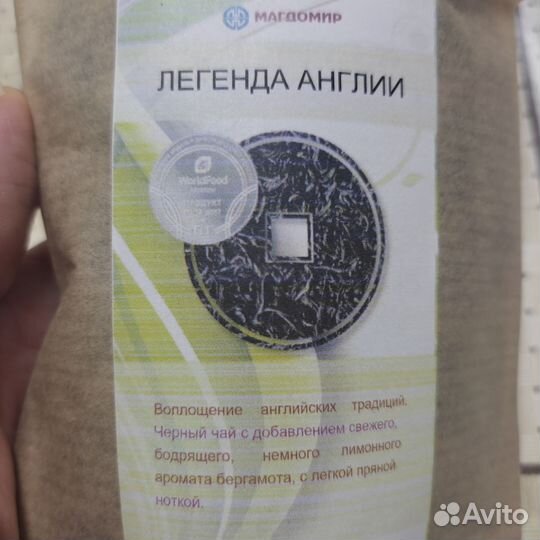 МАГДОМИР
ЛЕГЕНДА АНГЛИИ
WorldFood
ПРОДУКТ
Воплощение английских традиций.
Черный чай с добавлением свежего,
бодрящего, немного лимонного
аромата бергамота, с легкой пряной
ноткой.
Avito